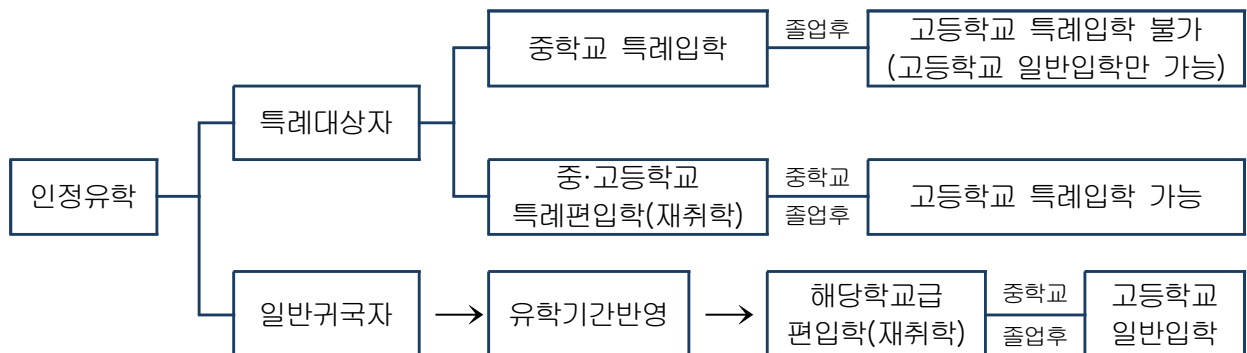 인정유학
특례대상자
중학교 특례입학
졸업후
고등학교 특례입학 불가
(고등학교 일반입학만 가능)
중·고등학교
특례편입학(재취학)
중학교
졸업후
고등학교 특례입학 가능
일반귀국자
유학기간반영
해당학교급
편입학(재취학)
중학교
졸업후
고등학교
일반입학